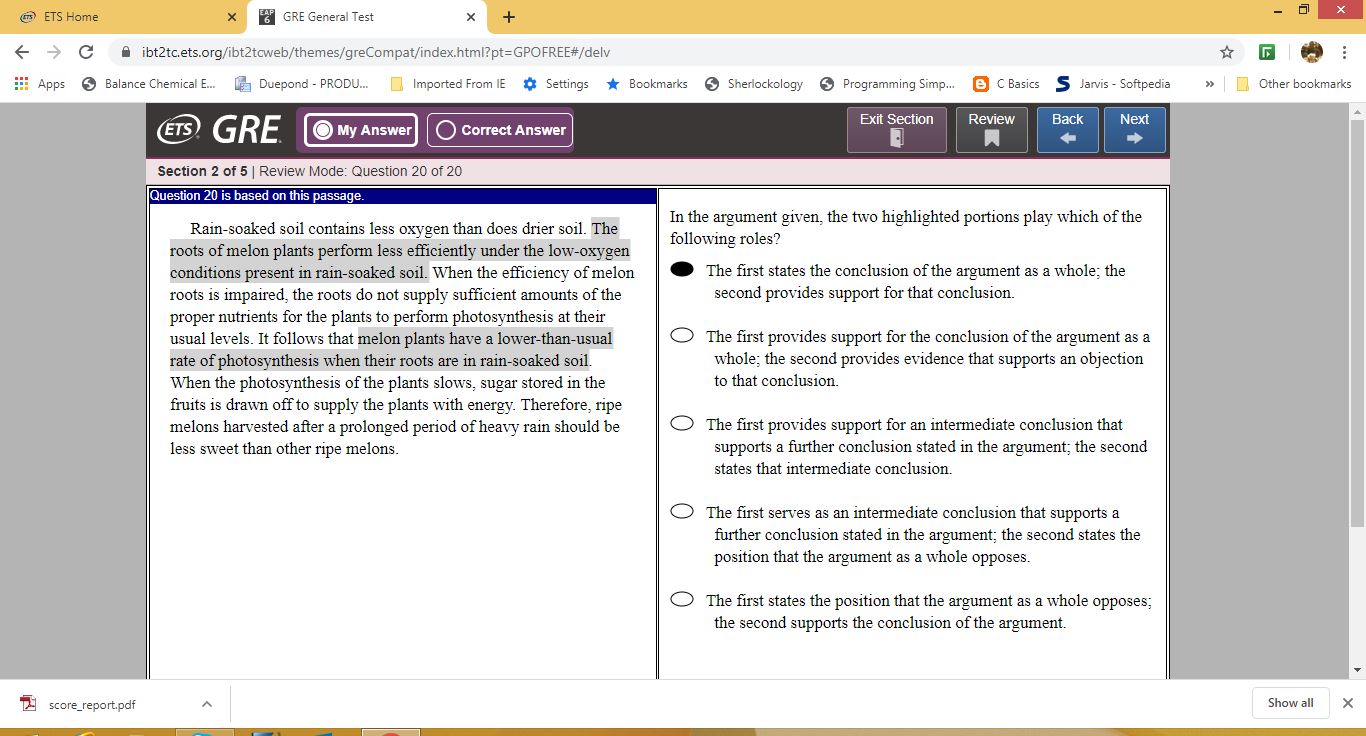 ETS Home
GRE General Test
ibt2tc.ets.org/ibt2tcweb/themes/greCompat/index.html?pt=GPOFREE#/delv
Apps Balance Chemical E... Duepond - PRODU... Imported From IE Settings Bookmarks Sherlockology Programming Simp... C Basics Jarvis - Softpedia » Other bookmarks
ETS GRE My Answer Correct Answer Exit Section Review Back Next
Section 2 of 5 | Review Mode: Question 20 of 20
Question 20 is based on this passage.
Rain-soaked soil contains less oxygen than does drier soil. The
roots of melon plants perform less efficiently under the low-oxygen
conditions present in rain-soaked soil. When the efficiency of melon
roots is impaired, the roots do not supply sufficient amounts of the
proper nutrients for the plants to perform photosynthesis at their
usual levels. It follows that melon plants have a lower-than-usual
rate of photosynthesis when their roots are in rain-soaked soil.
When the photosynthesis of the plants slows, sugar stored in the
fruits is drawn off to supply the plants with energy. Therefore, ripe
melons harvested after a prolonged period of heavy rain should be
less sweet than other ripe melons.
In the argument given, the two highlighted portions play which of the
following roles?
The first states the conclusion of the argument as a whole; the
second provides support for that conclusion.
The first provides support for the conclusion of the argument as a
whole; the second provides evidence that supports an objection
to that conclusion.
The first provides support for an intermediate conclusion that
supports a further conclusion stated in the argument; the second
states that intermediate conclusion.
The first serves as an intermediate conclusion that supports a
further conclusion stated in the argument; the second states the
position that the argument as a whole opposes.
The first states the position that the argument as a whole opposes;
the second supports the conclusion of the argument.
score_report.pdf
Show all